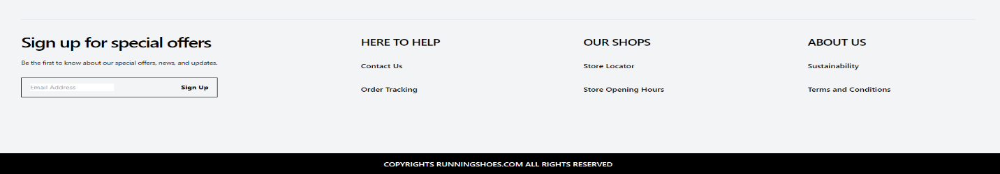 Sign up for special offers
Be the first to know about our special offers, news, and updates.
Email Address
Sign Up
HERE TO HELP
Contact Us
Order Tracking
OUR SHOPS
Store Locator
Store Opening Hours
ABOUT US
Sustainability
Terms and Conditions
COPYRIGHTS RUNNINGSHOES.COM ALL RIGHTS RESERVED